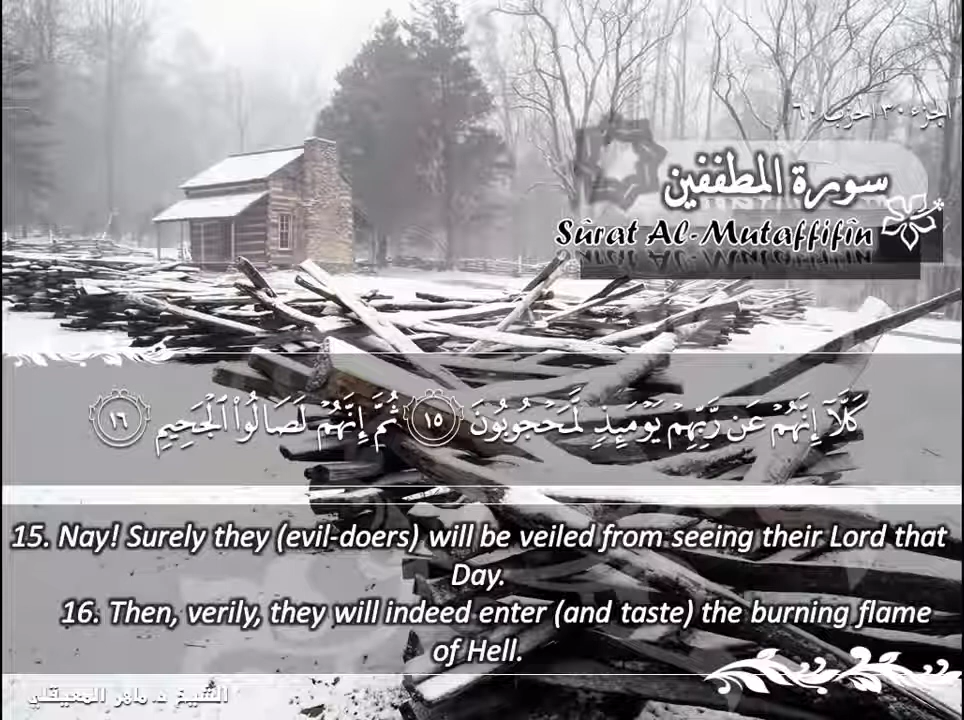 الجزء ٣٠ الحزب ٦٠
سورة المطففين
Sûrat Al-Mutaffifîn
كَلَّآ إِنَّهُمْ عَن رَّبِّهِمْ يَوْمَئِذٍ لَّمَحْجُوبُونَ ١٥ ثُمَّ إِنَّهُمْ لَصَالُوا۟ ٱلْجَحِيمِ ١٦
15. Nay! Surely they (evil-doers) will be veiled from seeing their Lord that
Day.
16. Then, verily, they will indeed enter (and taste) the burning flame
of Hell.
الشيخ د. ماهر المعيقلي